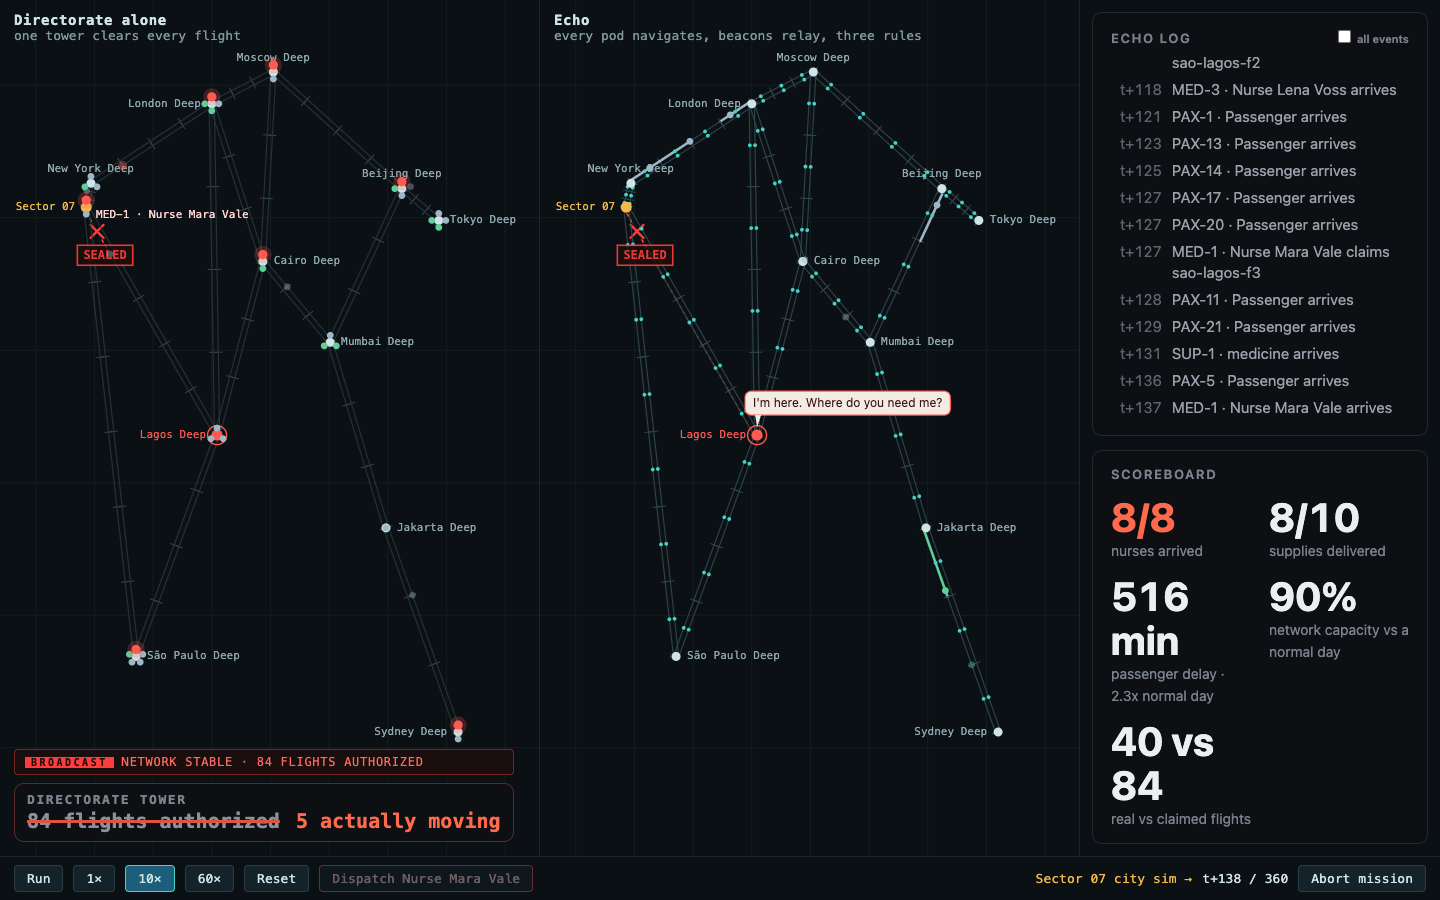 Directorate alone
one tower clears every flight
Moscow Deep
London Deep
New York Deep
Beijing Deep
Sector 07
MED-1 · Nurse Mara Vale
Tokyo Deep
SEALED
Cairo Deep
Mumbai Deep
Lagos Deep
Jakarta Deep
São Paulo Deep
Sydney Deep
BROADCAST NETWORK STABLE · 84 FLIGHTS AUTHORIZED
DIRECTORATE TOWER
84 flights authorized 5 actually moving
Echo
every pod navigates, beacons relay, three rules
Moscow Deep
London Deep
New York Deep
Beijing Deep
Sector 07
Tokyo Deep
SEALED
Cairo Deep
Mumbai Deep
I'm here. Where do you need me?
Lagos Deep
Jakarta Deep
São Paulo Deep
Sydney Deep
ECHO LOG
all events
sao-lagos-f2
t+118 MED-3 · Nurse Lena Voss arrives
t+121 PAX-1 · Passenger arrives
t+123 PAX-13 · Passenger arrives
t+125 PAX-14 · Passenger arrives
t+127 PAX-17 · Passenger arrives
t+127 PAX-20 · Passenger arrives
t+127 MED-1 · Nurse Mara Vale claims
sao-lagos-f3
t+128 PAX-11 · Passenger arrives
t+129 PAX-21 · Passenger arrives
t+131 SUP-1 · medicine arrives
t+136 PAX-5 · Passenger arrives
t+137 MED-1 · Nurse Mara Vale arrives
SCOREBOARD
8/8
nurses arrived
8/10
supplies delivered
516
min
passenger delay ·
2.3x normal day
90%
network capacity vs a
normal day
40 vs
84
real vs claimed flights
Run
1×
10×
60×
Reset
Dispatch Nurse Mara Vale
Sector 07 city sim →
t+138 / 360
Abort mission